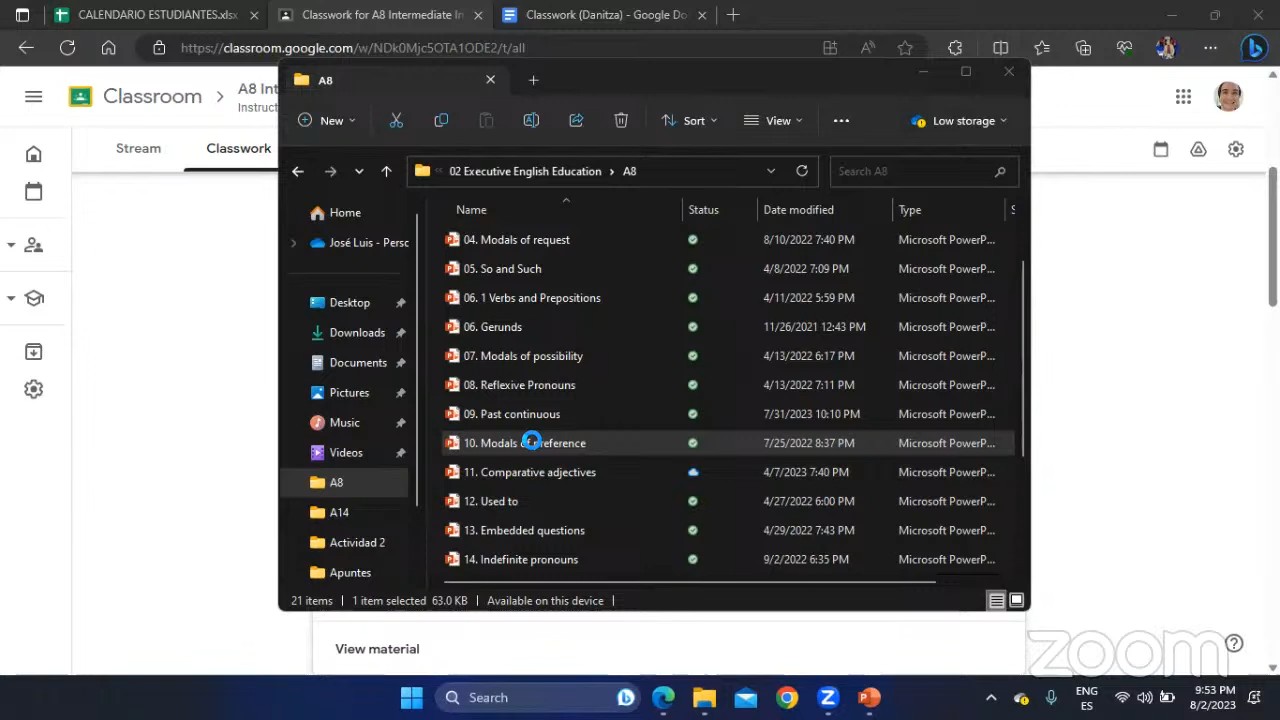 CALENDARIO ESTUDIANTES.xlsx
Classwork for A8 Intermediate In
Classwork (Danitza) - Google Do
https://classroom.google.com/w/NDk0Mjc5OTA1ODE2/t/all
Classroom
A8 Int
Instruc
Stream
Classwork
A8
New
Sort
View
Low storage
02 Executive English Education > A8
Search A8
Name
Status
Date modified
Type
S
Home
José Luis - Persc
Desktop
Downloads
Documents
Pictures
Music
Videos
A8
A14
Actividad 2
Apuntes
04. Modals of request 8/10/2022 7:40 PM Microsoft PowerP...
05. So and Such 4/8/2022 7:09 PM Microsoft PowerP...
06. 1 Verbs and Prepositions 4/11/2022 5:59 PM Microsoft PowerP...
06. Gerunds 11/26/2021 12:43 PM Microsoft PowerP...
07. Modals of possibility 4/13/2022 6:17 PM Microsoft PowerP...
08. Reflexive Pronouns 4/13/2022 7:11 PM Microsoft PowerP...
09. Past continuous 7/31/2023 10:10 PM Microsoft PowerP...
10. Modals of preference 7/25/2022 8:37 PM Microsoft PowerP...
11. Comparative adjectives 4/7/2023 7:40 PM Microsoft PowerP...
12. Used to 4/27/2022 6:00 PM Microsoft PowerP...
13. Embedded questions 4/29/2022 7:43 PM Microsoft PowerP...
14. Indefinite pronouns 9/2/2022 6:35 PM Microsoft PowerP...
21 items | 1 item selected 63.0 KB | Available on this device |
View material
zoom
Search
ENG
ES
9:53 PM
8/2/2023